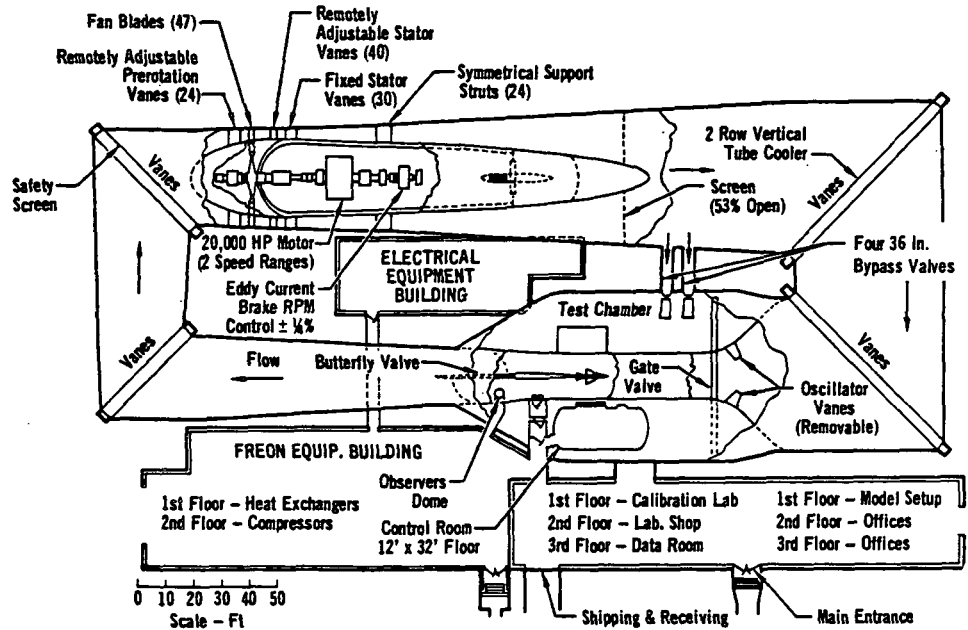 Fan Blades (47)
Remotely
Adjustable Stator
Vanes (40)
Remotely Adjustable
Prerotation
Vanes (24)
Fixed Stator
Vanes (30)
Symmetrical Support
Struts (24)
2 Row Vertical
Tube Cooler
Safety
Screen
Vanes
Vanes
Screen
(53% Open)
20,000 HP Motor
(2 Speed Ranges)
ELECTRICAL
EQUIPMENT
BUILDING
Four 36 In.
Bypass Valves
Eddy Current
Brake RPM
Control ± ¼%
Test Chamber
Vanes
Flow
Butterfly Valve
Gate
Valve
Vanes
Oscillator
Vanes
(Removable)
FREON EQUIP. BUILDING
Observers
Dome
1st Floor – Heat Exchangers
2nd Floor – Compressors
Control Room
12' x 32' Floor
1st Floor – Calibration Lab
2nd Floor – Lab. Shop
3rd Floor – Data Room
1st Floor – Model Setup
2nd Floor – Offices
3rd Floor – Offices
0 10 20 30 40 50
Scale – Ft
Shipping & Receiving
Main Entrance